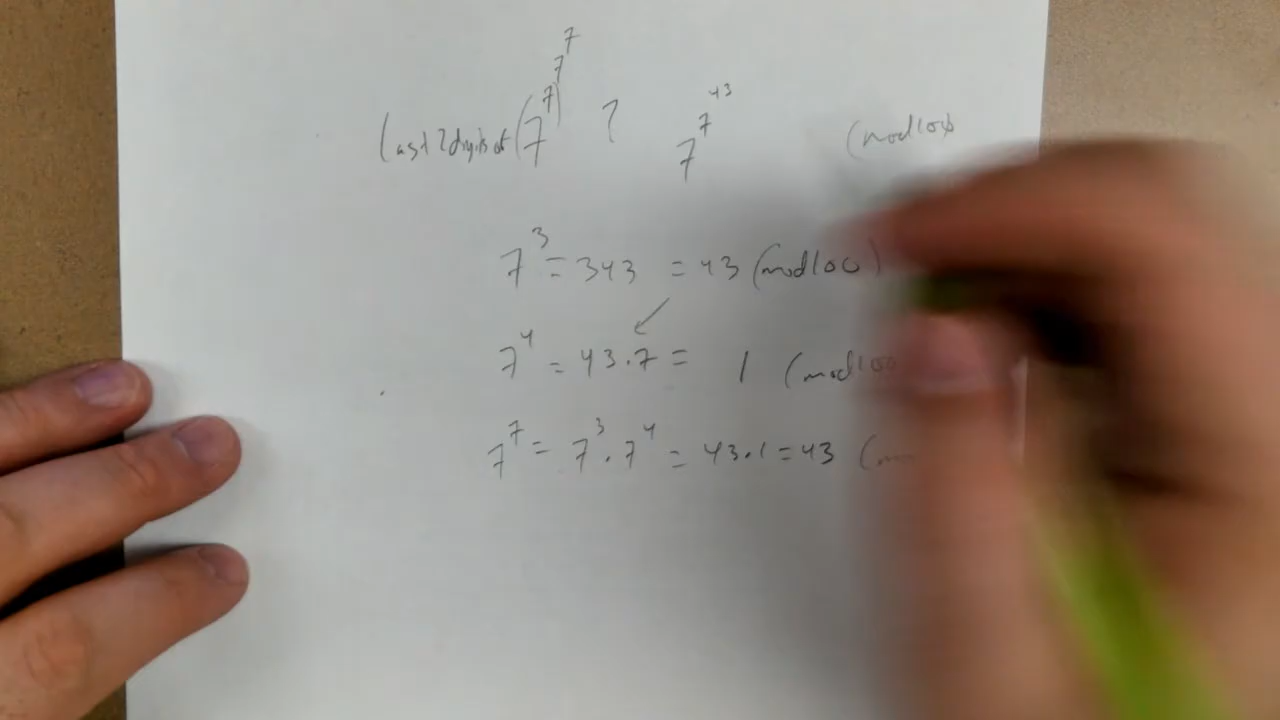 last 2 digits of (7^7^7^7) ? 7^7^43 (mod 100
7^3 = 343 = 43 (mod 100)
7^4 = 43.7 = 1 (mod 100
7^7 = 7^3 . 7^4 = 43.1 = 43 (m